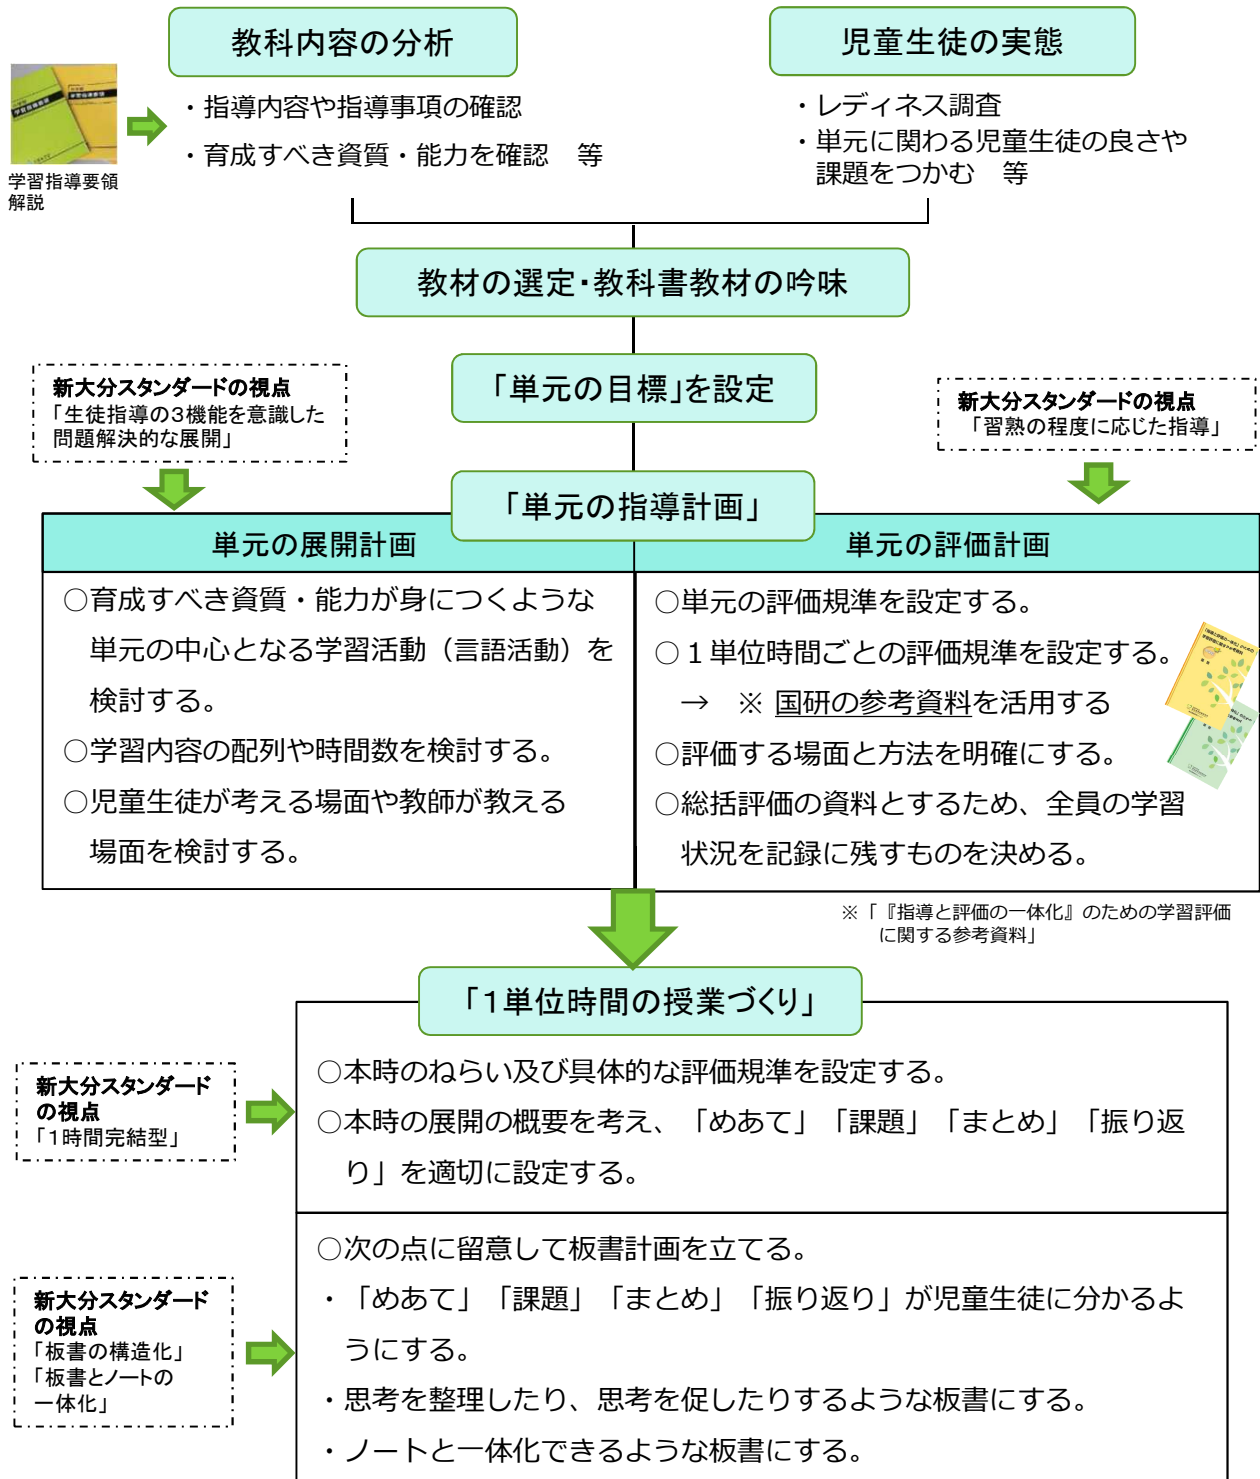 教科内容の分析
児童生徒の実態
学習指導要領
解説
・指導内容や指導事項の確認
・育成すべき資質・能力を確認　等
・レディネス調査
・単元に関わる児童生徒の良さや
課題をつかむ　等
教材の選定・教科書教材の吟味
「単元の目標」を設定
新大分スタンダードの視点
「生徒指導の3機能を意識した
問題解決的な展開」
新大分スタンダードの視点
「習熟の程度に応じた指導」
「単元の指導計画」
単元の展開計画
○育成すべき資質・能力が身につくような
単元の中心となる学習活動（言語活動）を
検討する。
○学習内容の配列や時間数を検討する。
○児童生徒が考える場面や教師が教える
場面を検討する。
単元の評価計画
○単元の評価規準を設定する。
○１単位時間ごとの評価規準を設定する。
→　※ 国研の参考資料を活用する
○評価する場面と方法を明確にする。
○総括評価の資料とするため、全員の学習
状況を記録に残すものを決める。
※「『指導と評価の一体化』のための学習評価
に関する参考資料」
「1単位時間の授業づくり」
新大分スタンダード
の視点
「1時間完結型」
○本時のねらい及び具体的な評価規準を設定する。
○本時の展開の概要を考え、「めあて」「課題」「まとめ」「振り返
り」を適切に設定する。
新大分スタンダード
の視点
「板書の構造化」
「板書とノートの
一体化」
○次の点に留意して板書計画を立てる。
・「めあて」「課題」「まとめ」「振り返り」が児童生徒に分かるよ
うにする。
・思考を整理したり、思考を促したりするような板書にする。
・ノートと一体化できるような板書にする。